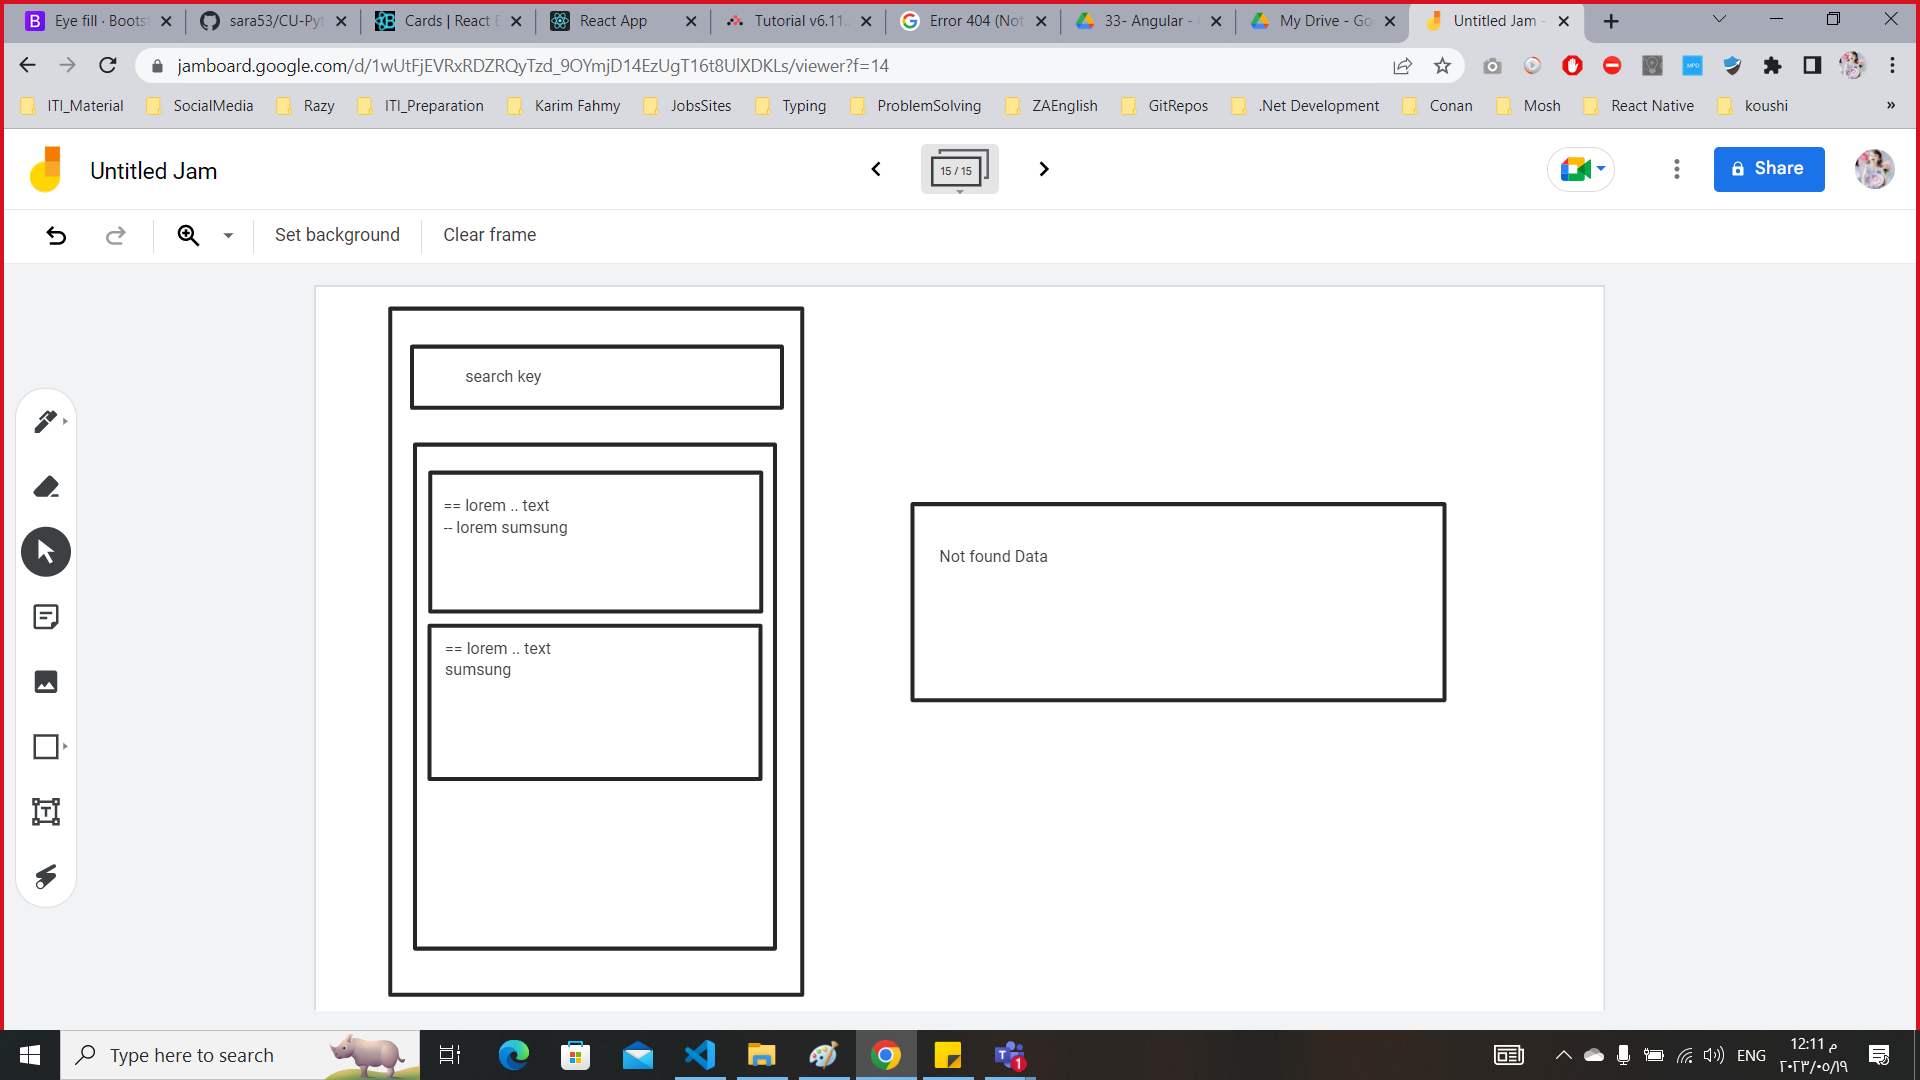 Eye fill · Boots
sara53/CU-Pyt
Cards | React B
React App
Tutorial v6.11.
Error 404 (Not
33- Angular -
My Drive - Go
Untitled Jam -
jamboard.google.com/d/1wUtFjEVRxRDZRQyTzd_9OYmjD14EzUgT16t8UlXDKLs/viewer?f=14
MPD
ITI_Material
SocialMedia
Razy
ITI_Preparation
Karim Fahmy
JobsSites
Typing
ProblemSolving
ZAEnglish
GitRepos
.Net Development
Conan
Mosh
React Native
koushi
»
Untitled Jam
15 / 15
Share
Set background
Clear frame
search key
== lorem .. text
-- lorem sumsung
== lorem .. text
sumsung
Not found Data
Type here to search
1
ENG
12:11 م
٢٠٢٣/٠٥/١٩